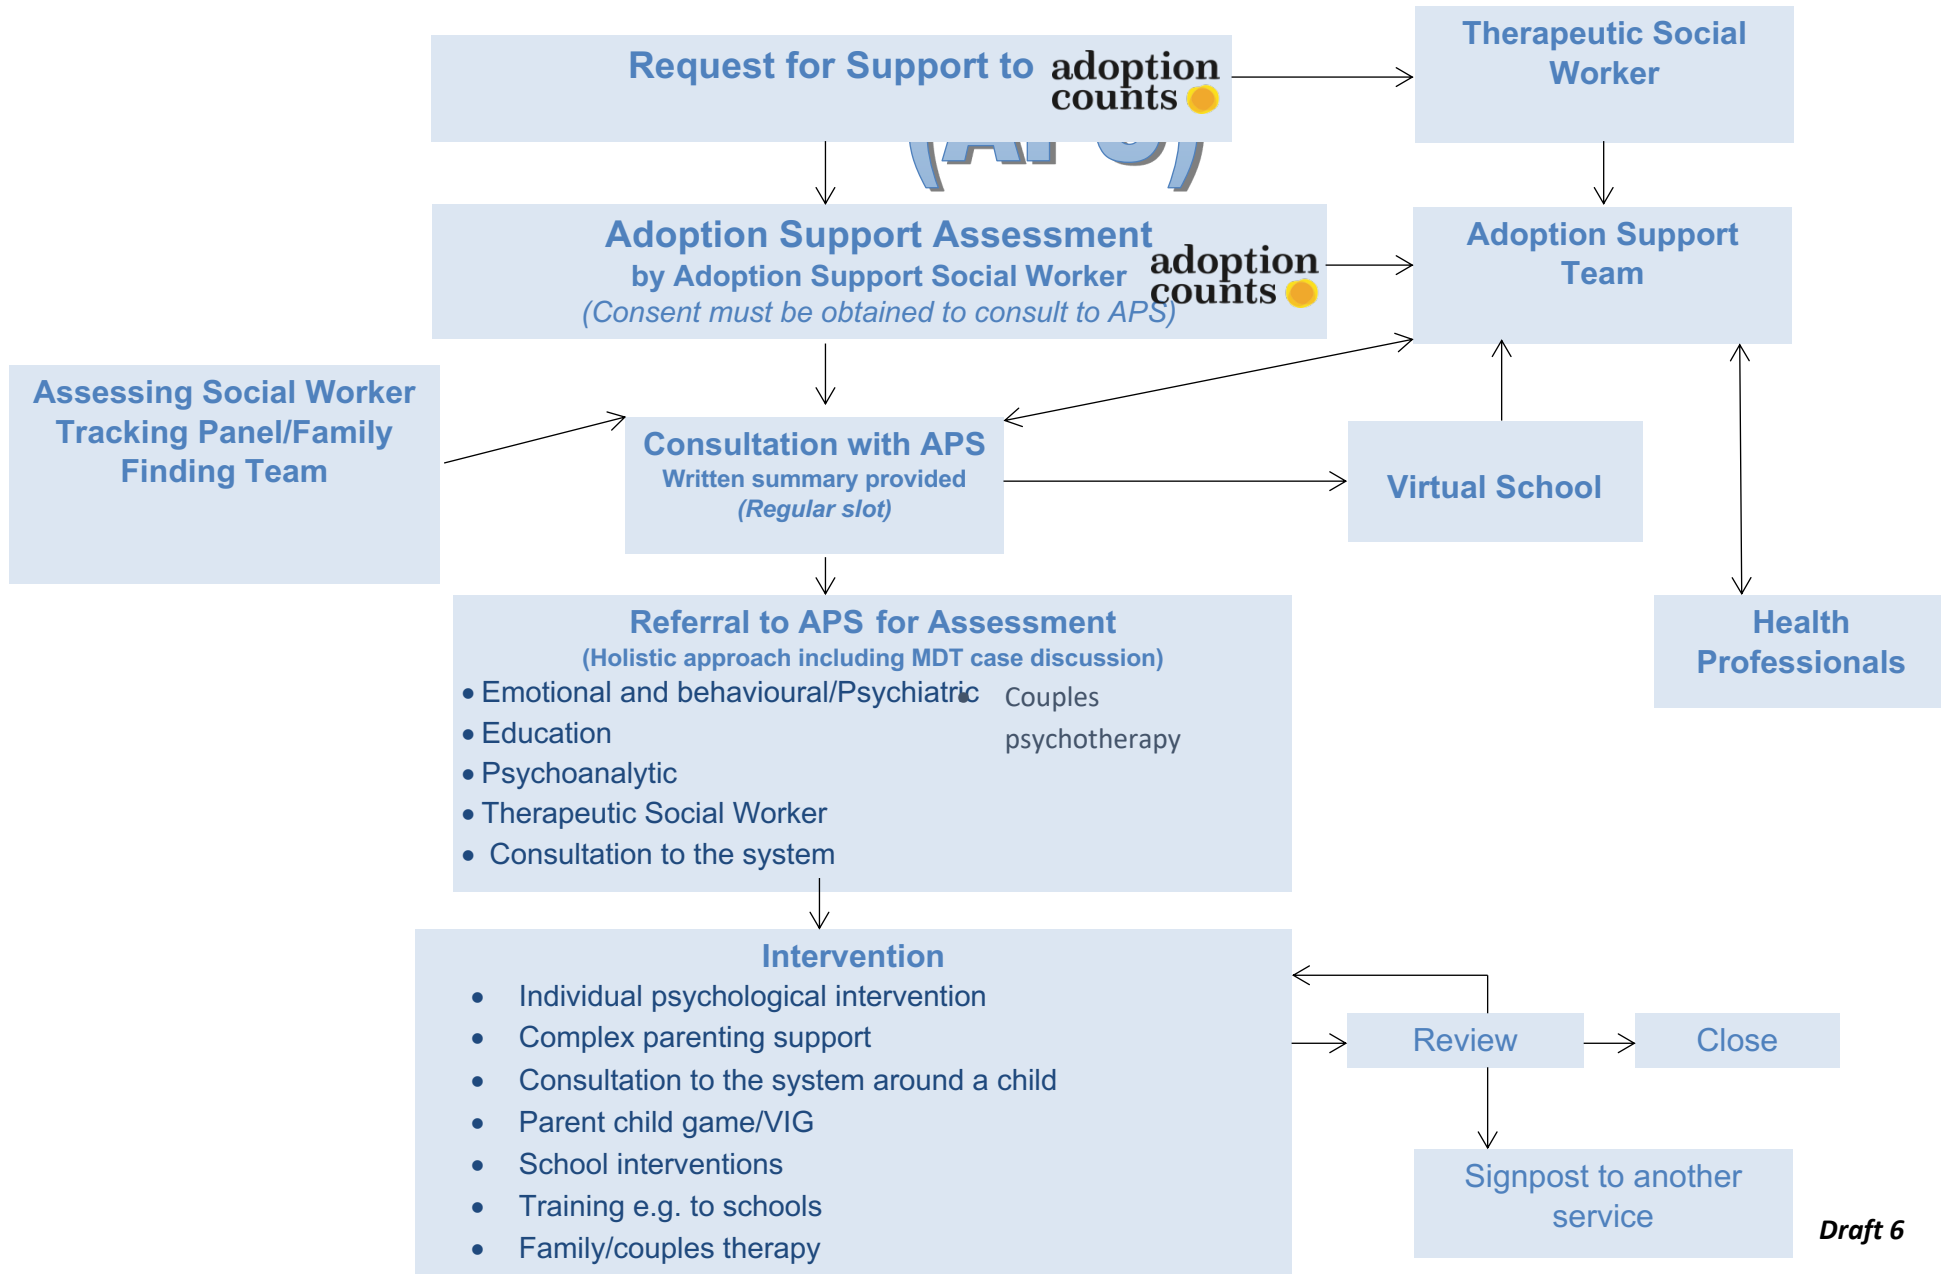 Request for Support to
adoption
counts
Therapeutic Social
Worker
Adoption Support Assessment
by Adoption Support Social Worker
(Consent must be obtained to consult to APS)
adoption
counts
Adoption Support
Team
Assessing Social Worker
Tracking Panel/Family
Finding Team
Consultation with APS
Written summary provided
(Regular slot)
Virtual School
Referral to APS for Assessment
(Holistic approach including MDT case discussion)
• Emotional and behavioural/Psychiatric
• Education
• Psychoanalytic
• Therapeutic Social Worker
• Consultation to the system
• Couples
psychotherapy
Health
Professionals
Intervention
• Individual psychological intervention
• Complex parenting support
• Consultation to the system around a child
• Parent child game/VIG
• School interventions
• Training e.g. to schools
• Family/couples therapy
Review
Close
Signpost to another
service
Draft 6